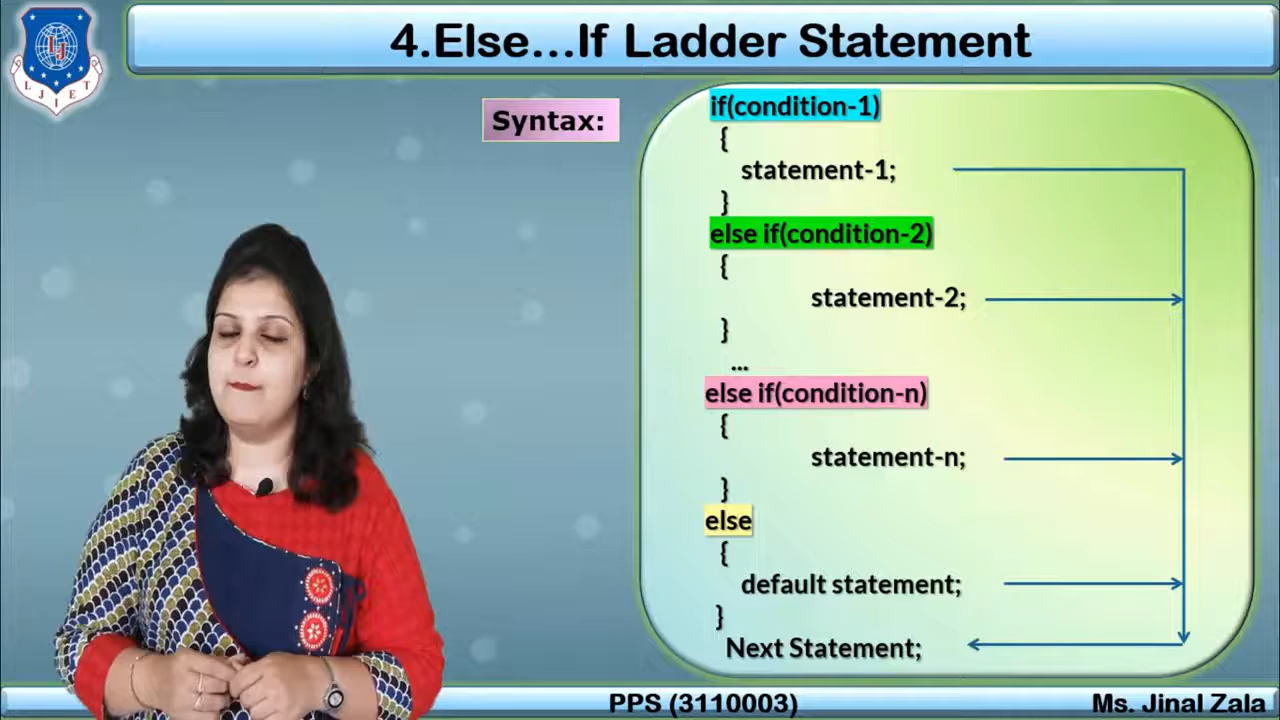 4.Else...If Ladder Statement
LJIET
Syntax:
if(condition-1)
{
statement-1;
}
else if(condition-2)
{
statement-2;
}
...
else if(condition-n)
{
statement-n;
}
else
{
default statement;
}
Next Statement;
PPS (3110003)
Ms. Jinal Zala